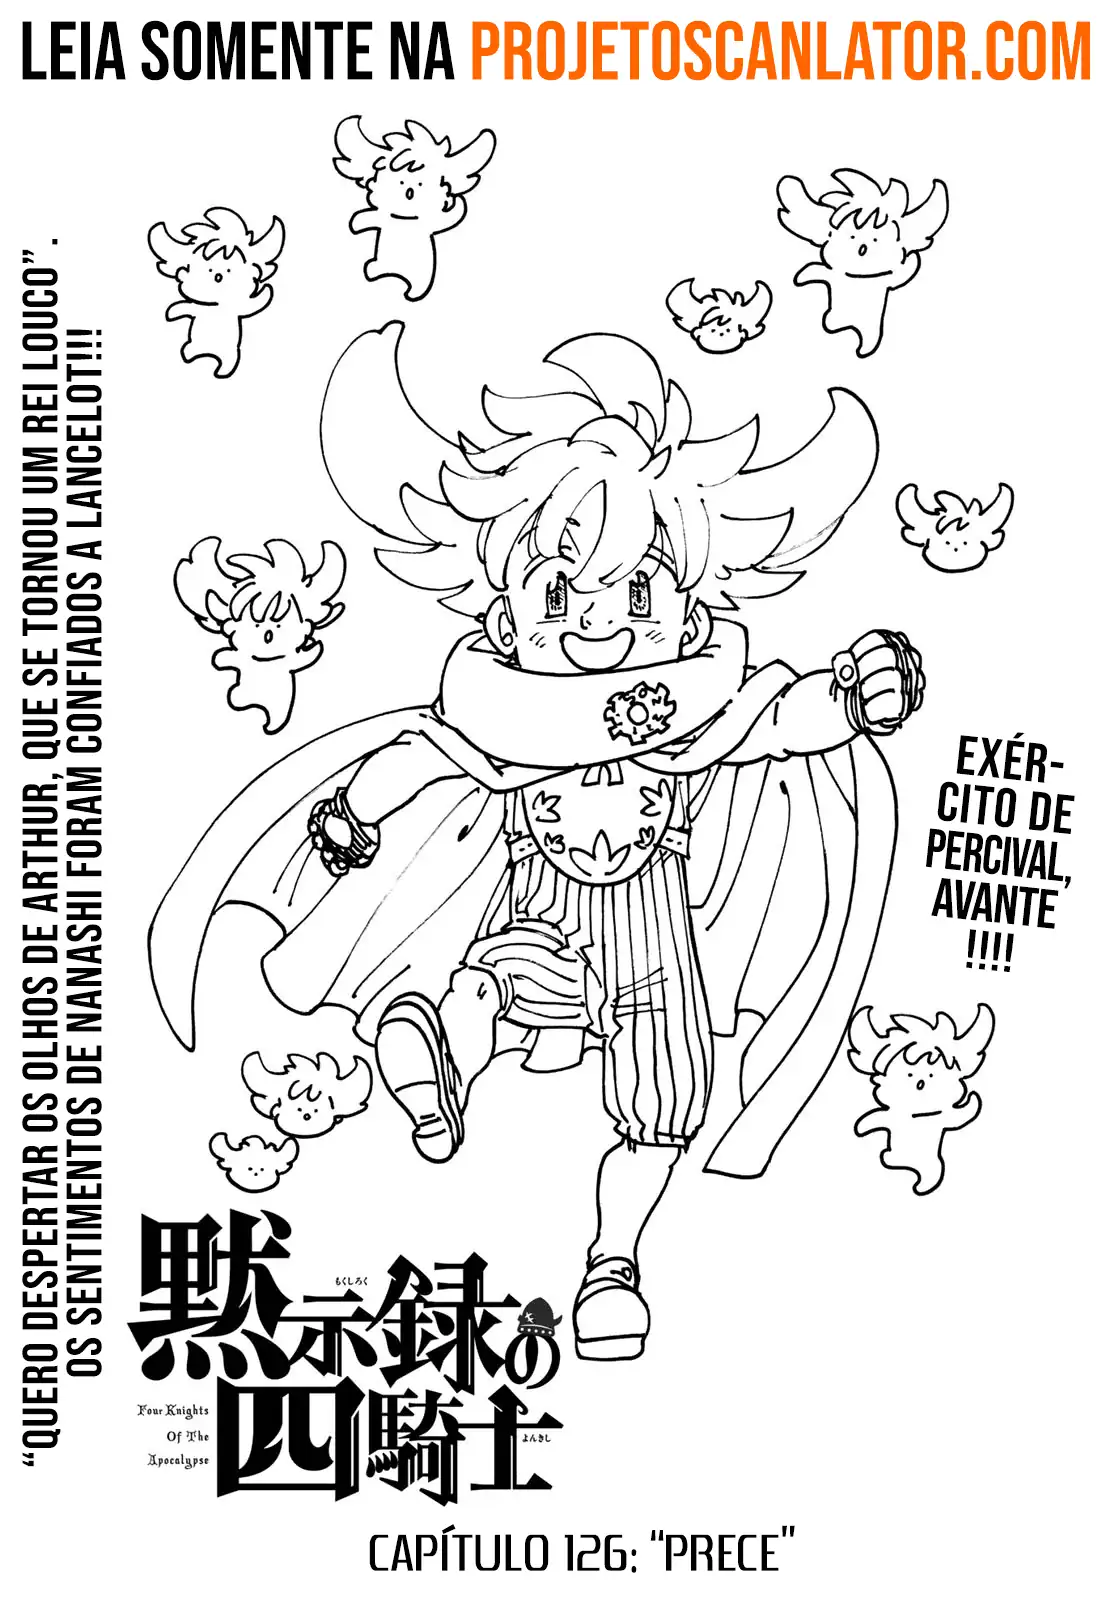 LEIA SOMENTE NA PROJETOSCANLATOR.COM
“QUERO DESPERTAR OS OLHOS DE ARTHUR, QUE SE TORNOU UM REI LOUCO”.
OS SENTIMENTOS DE NANASHI FORAM CONFIADOS A LANCELOT!!!
EXÉR-
CITO DE
PERCIVAL,
AVANTE
!!!!
もくしろく
黙示録の
四騎士
よんきし
Four Knights
Of The
Apocalypse
CAPÍTULO 126: “PRECE”